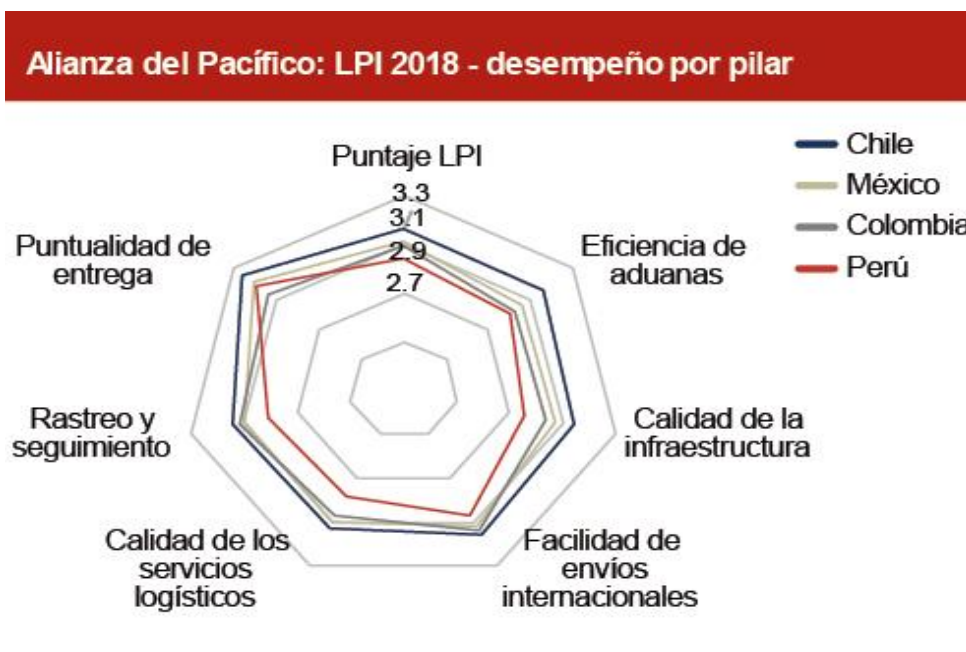 Alianza del Pacífico: LPI 2018 - desempeño por pilar
Chile
México
Colombia
Perú
Puntaje LPI
3.3
3.1
2.9
2.7
Eficiencia de
aduanas
Calidad de la
infraestructura
Facilidad de
envíos
internacionales
Calidad de los
servicios
logísticos
Rastreo y
seguimiento
Puntualidad de
entrega